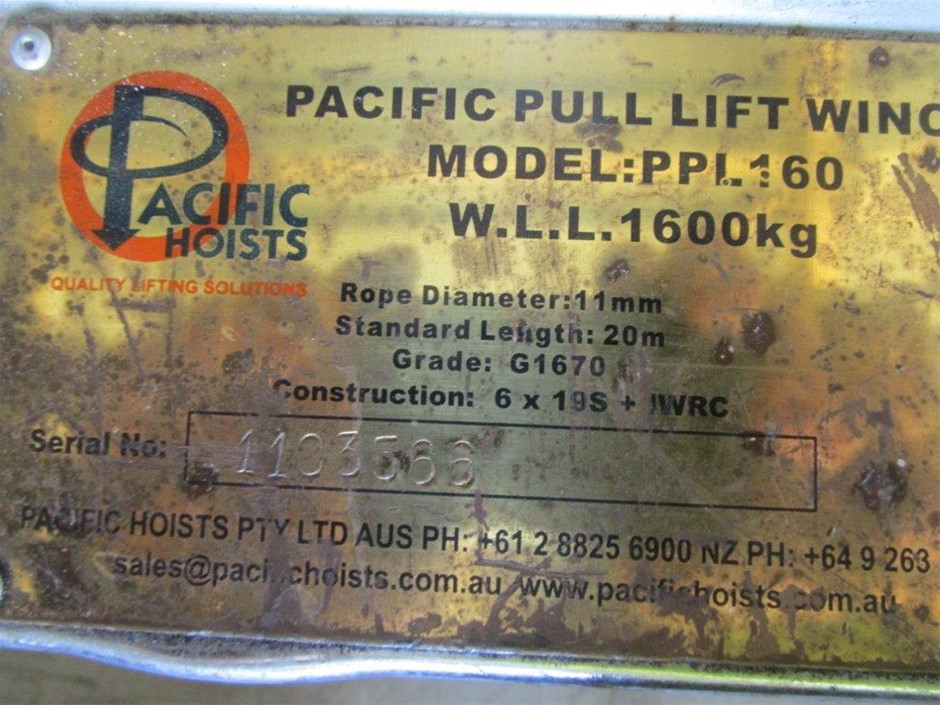 PACIFIC HOISTS
QUALITY LIFTING SOLUTIONS
PACIFIC PULL LIFT WINC
MODEL:PPL160
W.L.L.1600kg
Rope Diameter:11mm
Standard Length: 20m
Grade: G1670
Construction: 6 x 19S + IWRC
Serial No:
PACIFIC HOISTS PTY LTD AUS PH: +61 2 8825 6900 NZ PH: +64 9 263
sales@pacifichoists.com.au www.pacifichoists.com.au